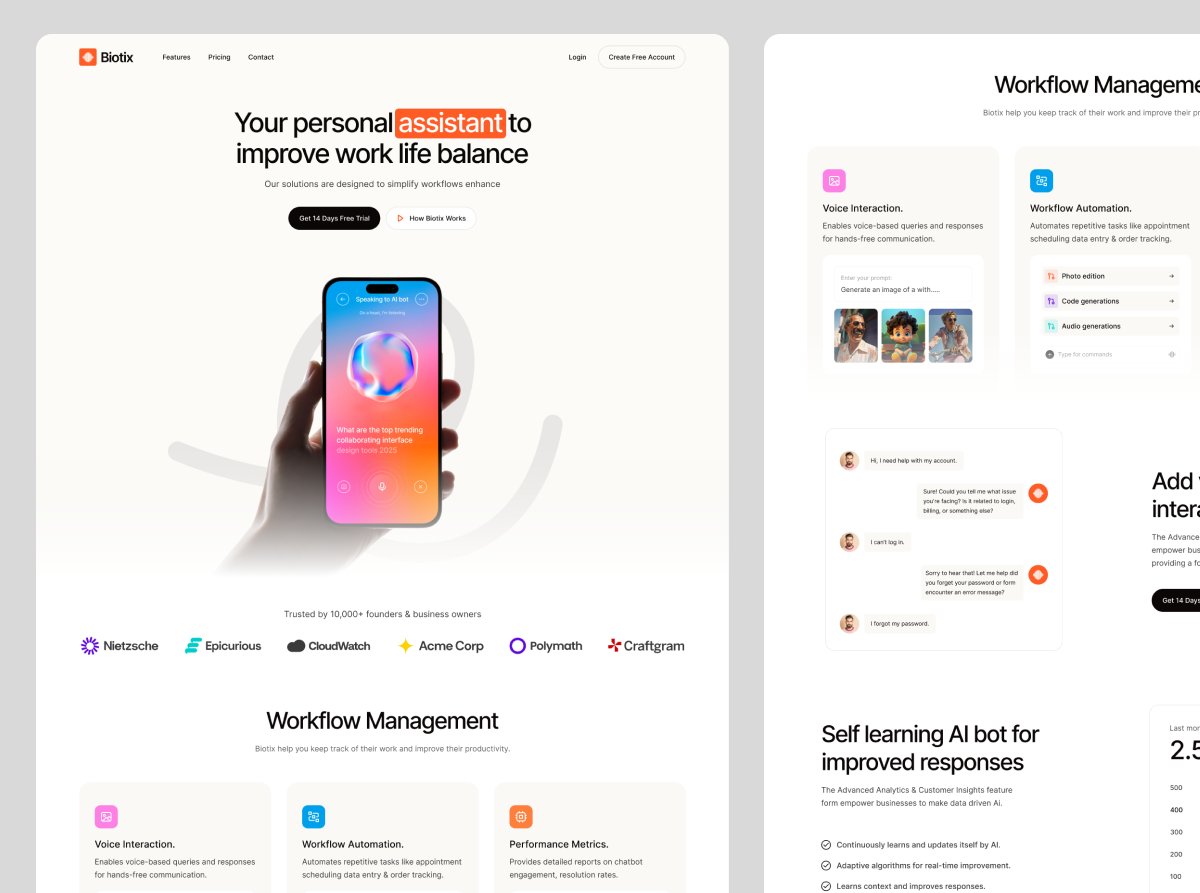 Biotix
Features Pricing Contact
Login Create Free Account
Your personal assistant to
improve work life balance
Our solutions are designed to simplify workflows enhance
Get 14 Days Free Trial How Biotix Works
Speaking to AI bot
What are the top trending
collaborating interface
design tools 2025
Trusted by 10,000+ founders & business owners
Nietzsche Epicurious CloudWatch Acme Corp Polymath Craftgram
Workflow Management
Biotix help you keep track of their work and improve their productivity.
Voice Interaction.
Enables voice-based queries and responses
for hands-free communication.
Workflow Automation.
Automates repetitive tasks like appointment
scheduling data entry & order tracking.
Performance Metrics.
Provides detailed reports on chatbot
engagement, resolution rates.
Workflow Manageme
Biotix help you keep track of their work and improve their pr
Voice Interaction.
Enables voice-based queries and responses
for hands-free communication.
Enter your prompt:
Generate an image of a with.....
Workflow Automation.
Automates repetitive tasks like appointment
scheduling data entry & order tracking.
Photo edition
Code generations
Audio generations
Type for commands
Hi, I need help with my account.
Sure! Could you tell me what issue
you're facing? Is it related to login,
billing, or something else?
I can't log in.
Sorry to hear that! Let me help did
you forget your password or form
encounter an error message?
I forgot my password.
Add
intera
The Advance
empower bus
providing a fo
Get 14 Days
Self learning AI bot for
improved responses
The Advanced Analytics & Customer Insights feature
form empower businesses to make data driven Ai.
Continuously learns and updates itself by AI.
Adaptive algorithms for real-time improvement.
Learns context and improves responses.
Last mor
2.5
500
400
300
200
100